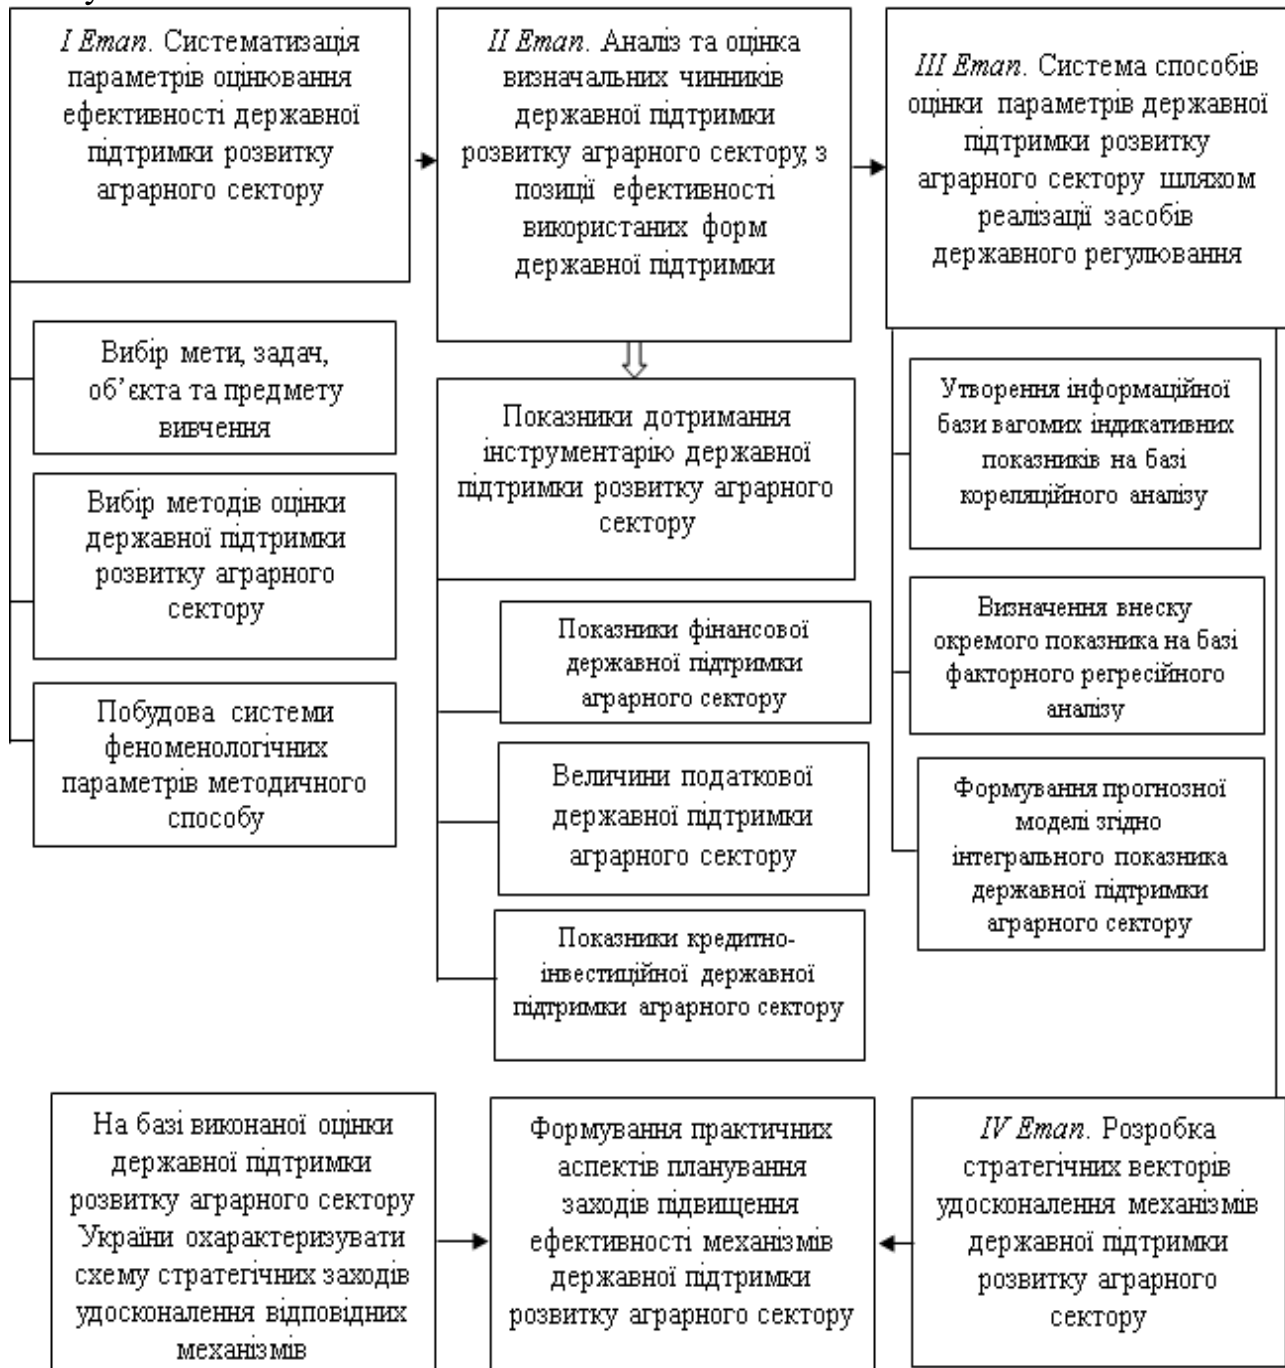 І Етап. Систематизація
параметрів оцінювання
ефективності державної
підтримки розвитку
аграрного сектору
ІІ Етап. Аналіз та оцінка
визначальних чинників
державної підтримки
розвитку аграрного сектору, з
позиції ефективності
використаних форм
державної підтримки
ІІІ Етап. Система способів
оцінки параметрів державної
підтримки розвитку
аграрного сектору шляхом
реалізації засобів
державного регулювання
Вибір мети, задач,
об’єкта та предмету
вивчення
Вибір методів оцінки
державної підтримки
розвитку аграрного
сектору
Побудова системи
феноменологічних
параметрів методичного
способу
Показники дотримання
інструментарію державної
підтримки розвитку аграрного
сектору
Показники фінансової
державної підтримки
аграрного сектору
Величини податкової
державної підтримки
аграрного сектору
Показники кредитно-
інвестиційної державної
підтримки аграрного сектору
Утворення інформаційної
бази вагомих індикативних
показників на базі
кореляційного аналізу
Визначення внеску
окремого показника на базі
факторного регресійного
аналізу
Формування прогнозної
моделі згідно
інтегрального показника
державної підтримки
аграрного сектору
На базі виконаної оцінки
державної підтримки
розвитку аграрного сектору
України охарактеризувати
схему стратегічних заходів
удосконалення відповідних
механізмів
Формування практичних
аспектів планування
заходів підвищення
ефективності механізмів
державної підтримки
розвитку аграрного сектору
IV Етап. Розробка
стратегічних векторів
удосконалення механізмів
державної підтримки
розвитку аграрного
сектору